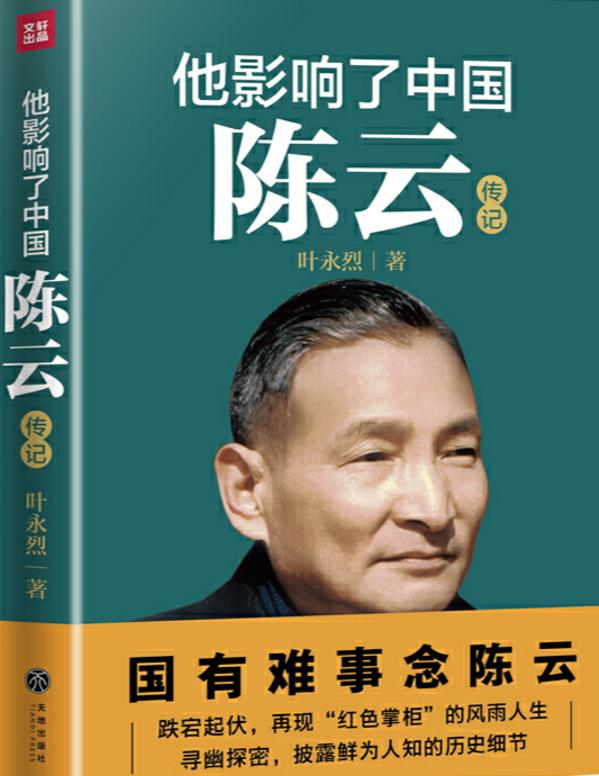 文轩
出品
他影响了中国
陈云
传记
叶永烈｜著
天地出版社
TIANDI PRESS
他影响了中国
陈云
传记
叶永烈｜著
国有难事念陈云
跌宕起伏，再现“红色掌柜”的风雨人生
寻幽探密，披露鲜为人知的历史细节